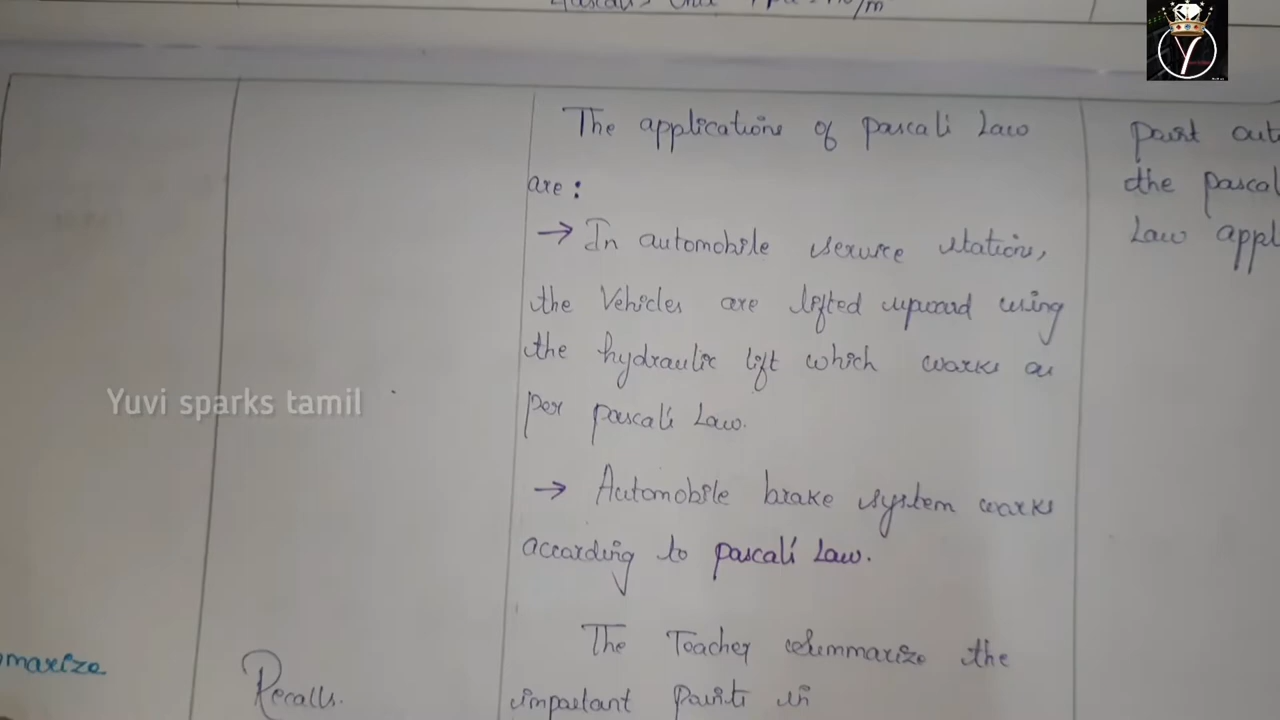 The applications of pascal's Law
are:
→ In automobile service station,
the Vehicles are lifted upward using
the hydraulic lift which works as
per pascal's Law.
→ Automobile brake system works
according to pascal's Law.
The Teacher summarize the
important points in
point out
the pascal
Law appl
marize
Recalls.
Yuvi sparks tamil
Y